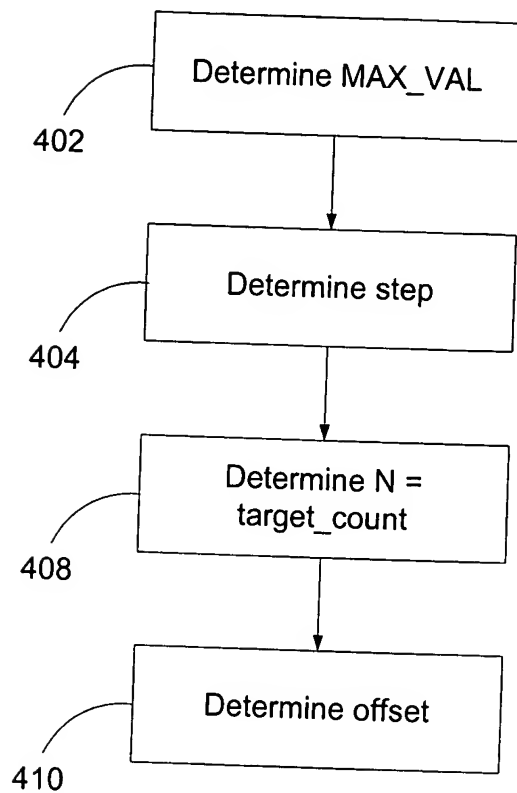 Determine MAX_VAL
402
Determine step
404
Determine N =
target_count
408
Determine offset
410